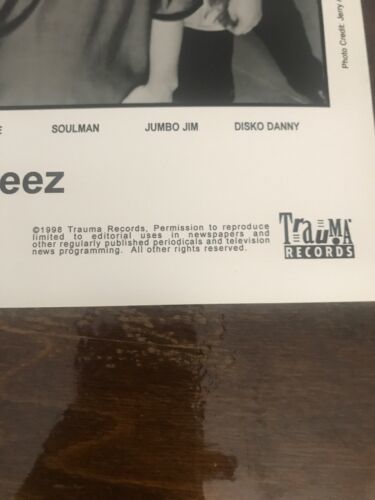 Photo Credit: Jerry
SOULMAN JUMBO JIM DISKO DANNY
eez
©1998 Trauma Records, Permission to reproduce
limited to editorial uses in newspapers and
other regularly published periodicals and television
news programming. All other rights reserved.
TRauMA
RECORDS